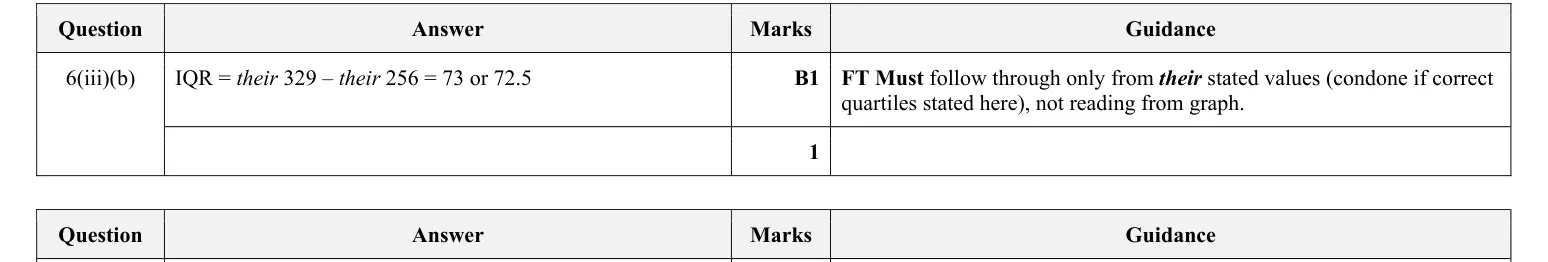 Question Answer Marks Guidance
6(iii)(b) IQR = their 329 – their 256 = 73 or 72.5 B1 FT Must follow through only from their stated values (condone if correct
quartiles stated here), not reading from graph.
1
Question Answer Marks Guidance